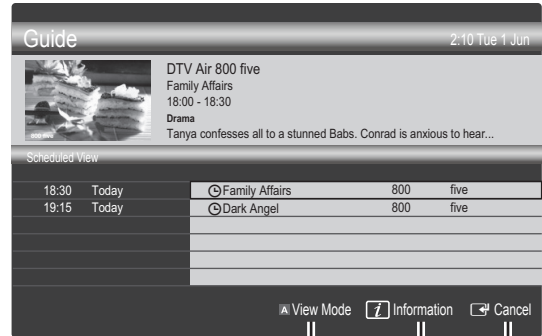 Guide 2:10 Tue 1 Jun
DTV Air 800 five
Family Affairs
18:00 - 18:30
Drama
Tanya confesses all to a stunned Babs. Conrad is anxious to hear...
800 five
Scheduled View
18:30 Today Family Affairs 800 five
19:15 Today Dark Angel 800 five
A View Mode i Information Cancel